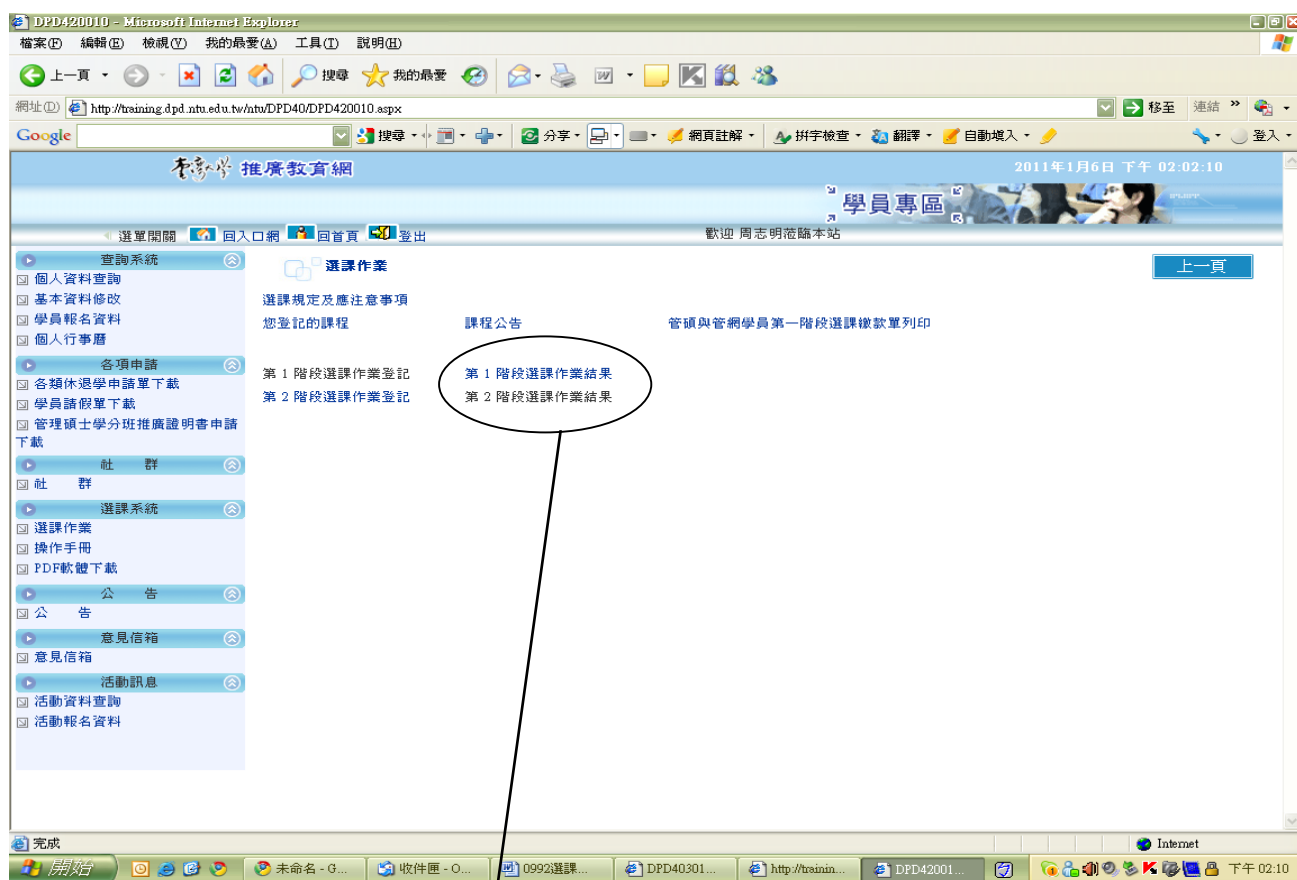 DPD420010 - Microsoft Internet Explorer
檔案(F) 編輯(E) 檢視(V) 我的最愛(A) 工具(T) 說明(H)
上一頁 搜尋 我的最愛
網址(D) http://training.dpd.ntu.edu.tw/ntu/DPD40/DPD420010.aspx 移至 連結 »
Google 搜尋 分享 網頁註解 拼字檢查 翻譯 自動填入 登入
推廣教育網 2011年1月6日 下午 02:02:10
學員專區
選單開關 回入口網 回首頁 登出 歡迎 周志明蒞臨本站
查詢系統
個人資料查詢
基本資料修改
學員報名資料
個人行事曆
各項申請
各類休退學申請單下載
學員請假單下載
管理碩士學分班推廣證明書申請
下載
社 群
社 群
選課系統
選課作業
操作手冊
PDF軟體下載
公 告
公 告
意見信箱
意見信箱
活動訊息
活動資料查詢
活動報名資料
選課作業 上一頁
選課規定及應注意事項
您登記的課程 課程公告 管碩與管網學員第一階段選課繳款單列印
第 1 階段選課作業登記 第 1 階段選課作業結果
第 2 階段選課作業登記 第 2 階段選課作業結果
完成 Internet
開始 未命名 - G... 收件匣 - O... 0992選課... DPD40301... http://trainin... DPD42001... 下午 02:10